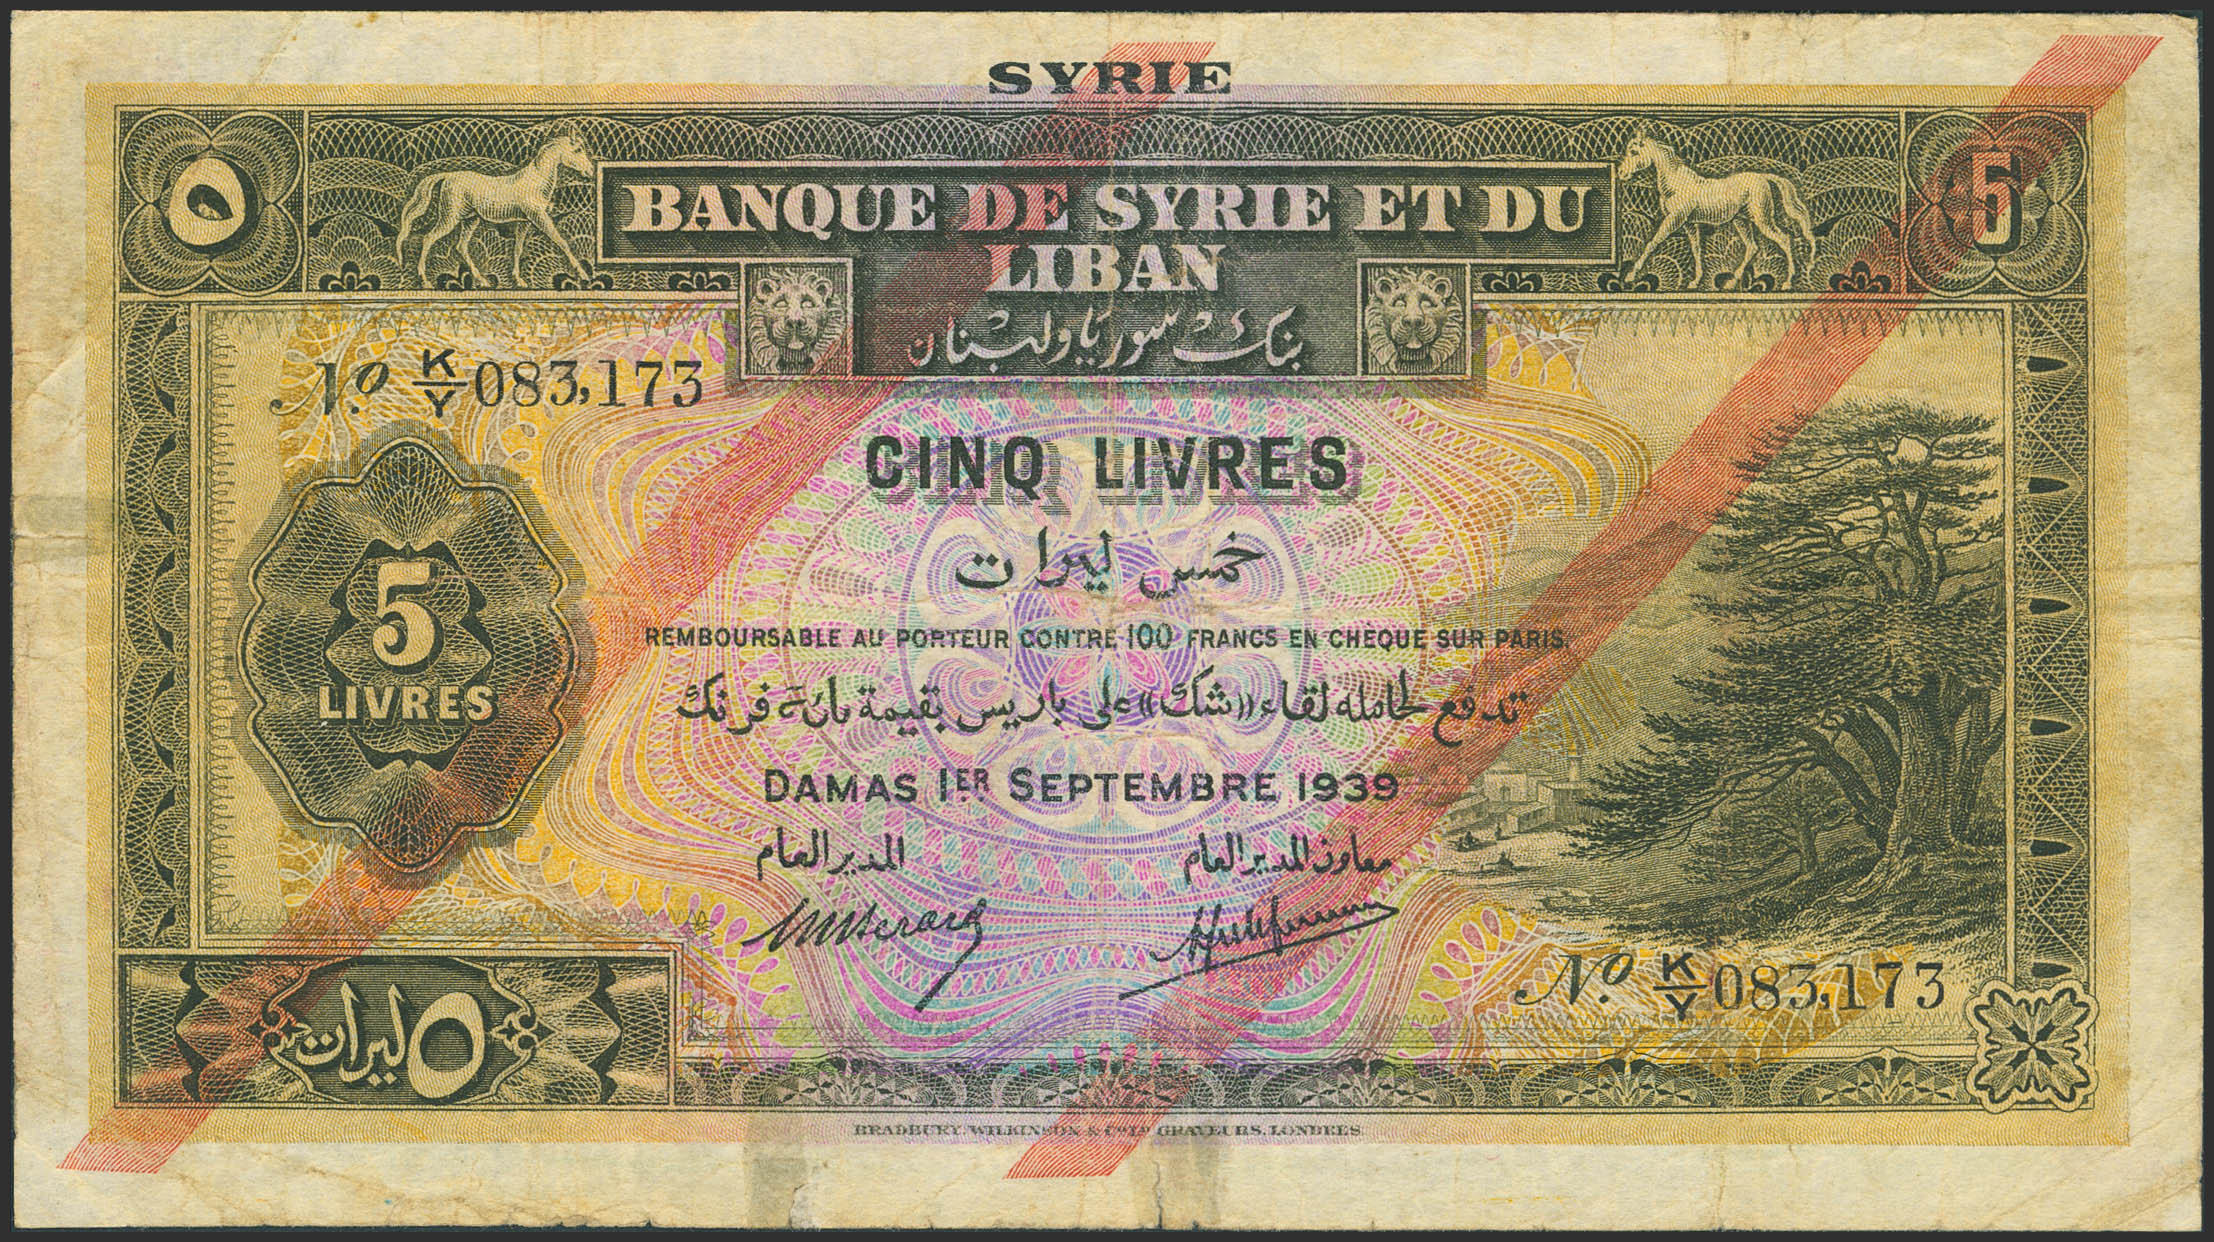 SYRIE
٥
BANQUE DE SYRIE ET DU
5
LIBAN
بنك سوريا ولبنان
No. K/Y 083,173
CINQ LIVRES
خمس ليرات
5
LIVRES
REMBOURSABLE AU PORTEUR CONTRE 100 FRANCS EN CHEQUE SUR PARIS.
تدفع لحامله لقاء «شك» على باريس بقيمة مائة فرنك
DAMAS 1ER SEPTEMBRE 1939
معاون المدير العام
المدير العام
No. K/Y 083,173
٥ ليرات
BRADBURY, WILKINSON & Co. Ld. GRAVEURS, LONDRES.